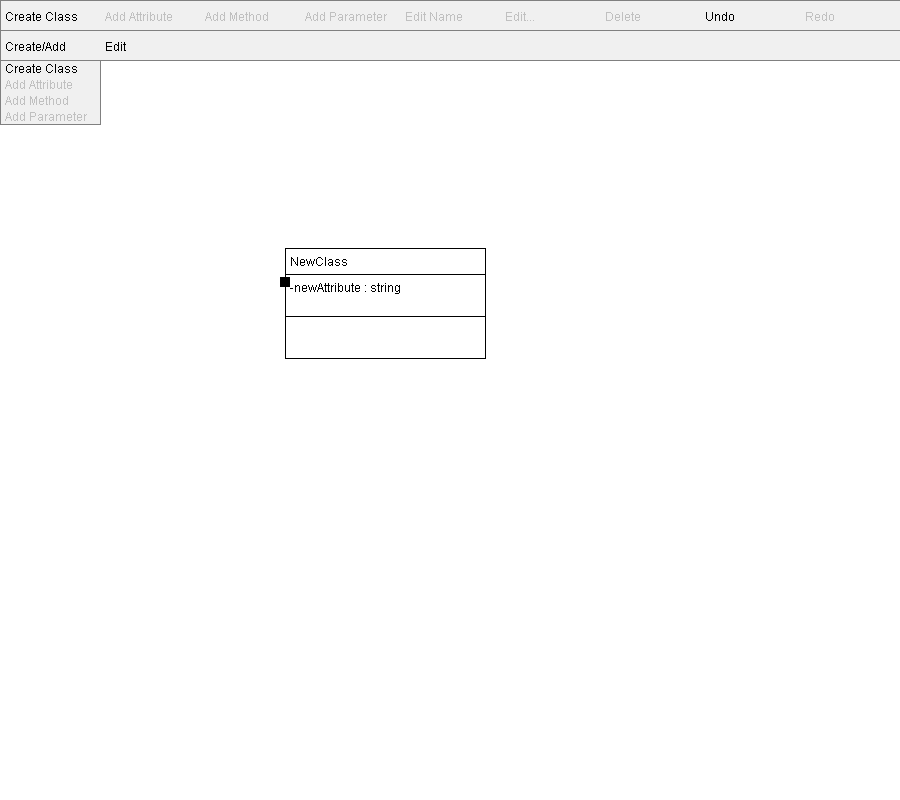 Create Class Add Attribute Add Method Add Parameter Edit Name Edit... Delete Undo Redo
Create/Add Edit
Create Class
Add Attribute
Add Method
Add Parameter
NewClass
-newAttribute : string